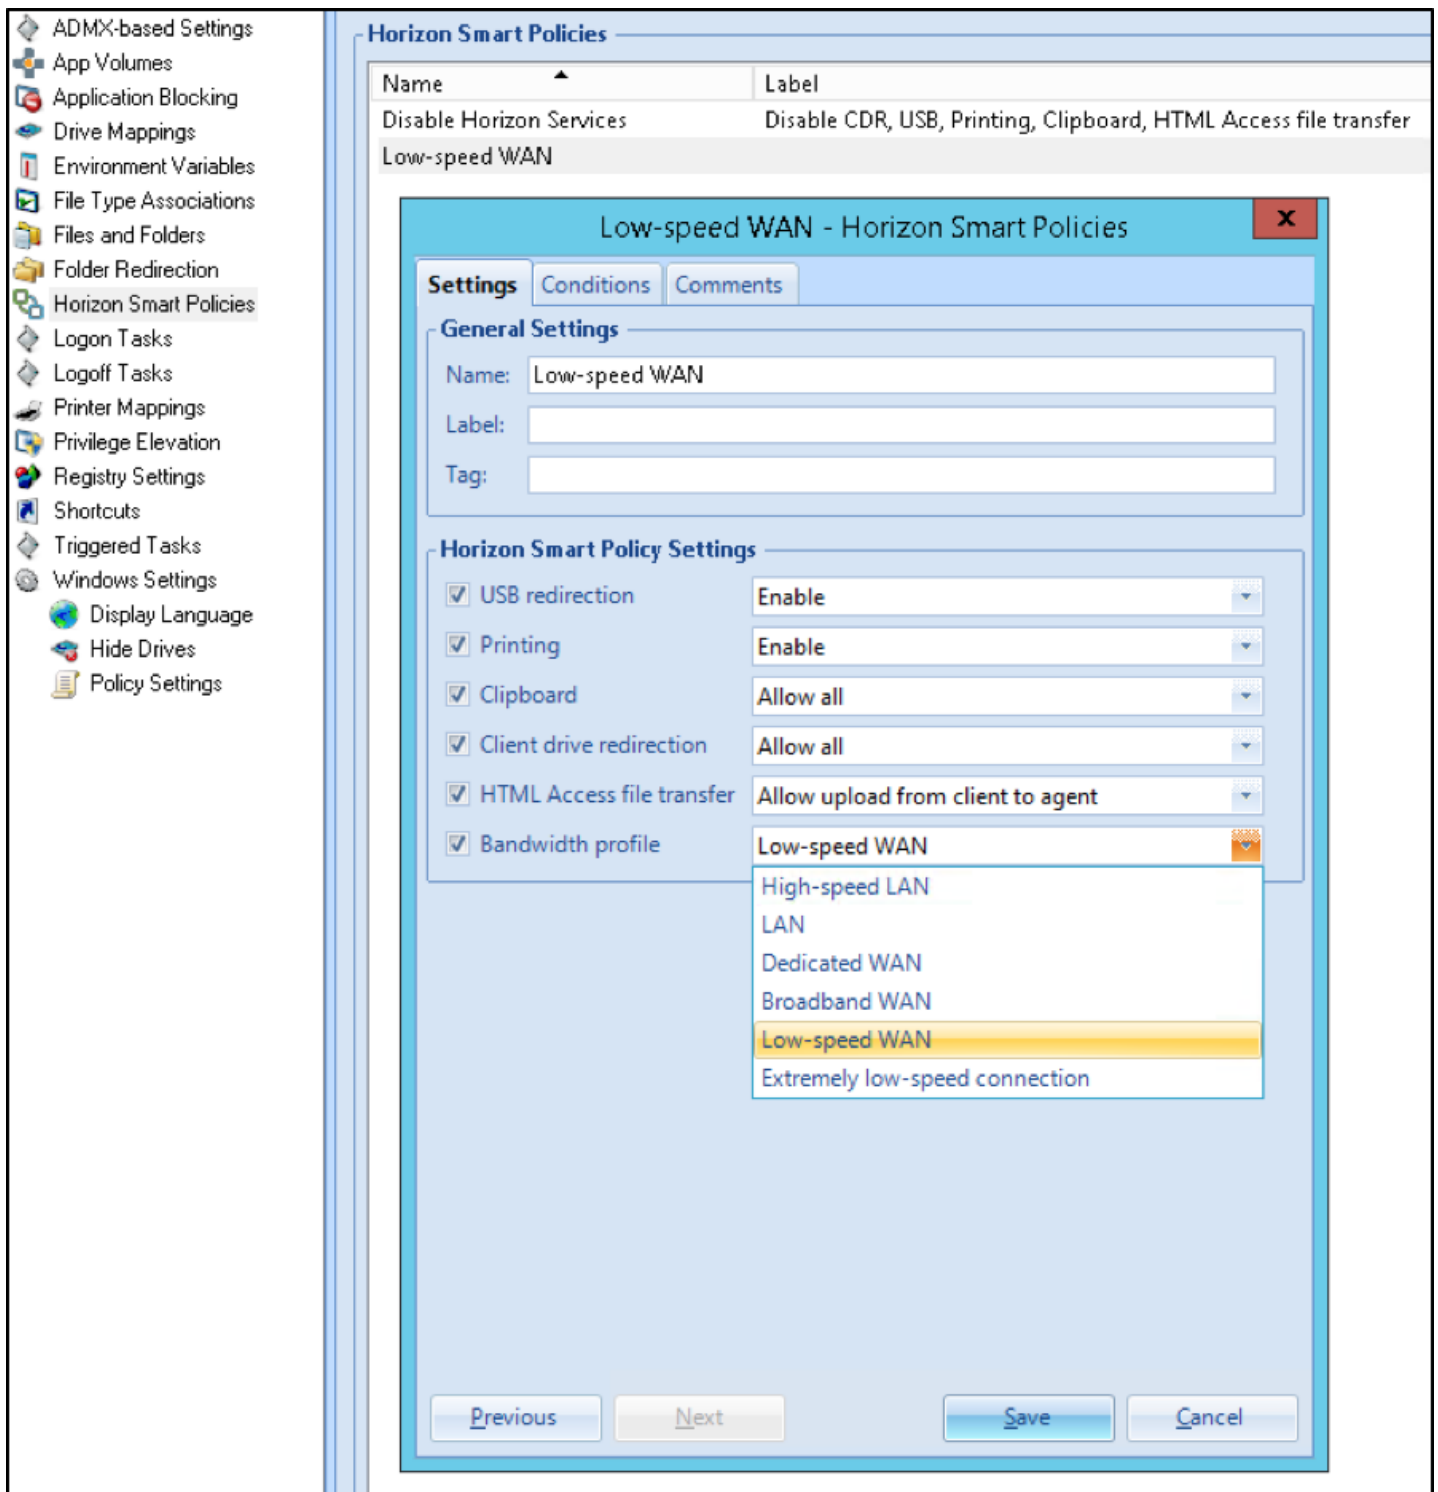 ADMX-based Settings
App Volumes
Application Blocking
Drive Mappings
Environment Variables
File Type Associations
Files and Folders
Folder Redirection
Horizon Smart Policies
Logon Tasks
Logoff Tasks
Printer Mappings
Privilege Elevation
Registry Settings
Shortcuts
Triggered Tasks
Windows Settings
Display Language
Hide Drives
Policy Settings
Horizon Smart Policies
Name Label
Disable Horizon Services Disable CDR, USB, Printing, Clipboard, HTML Access file transfer
Low-speed WAN
Low-speed WAN - Horizon Smart Policies
x
Settings Conditions Comments
General Settings
Name: Low-speed WAN
Label:
Tag:
Horizon Smart Policy Settings
USB redirection Enable
Printing Enable
Clipboard Allow all
Client drive redirection Allow all
HTML Access file transfer Allow upload from client to agent
Bandwidth profile Low-speed WAN
High-speed LAN
LAN
Dedicated WAN
Broadband WAN
Low-speed WAN
Extremely low-speed connection
Previous Next Save Cancel